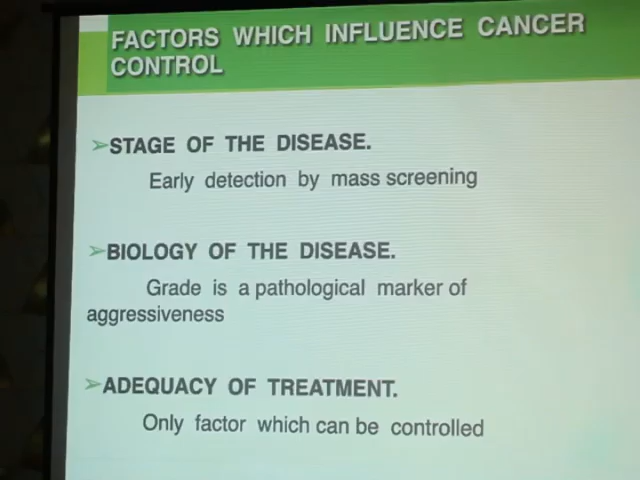 FACTORS WHICH INFLUENCE CANCER
CONTROL
➢STAGE OF THE DISEASE.
Early detection by mass screening
➢BIOLOGY OF THE DISEASE.
Grade is a pathological marker of
aggressiveness
➢ADEQUACY OF TREATMENT.
Only factor which can be controlled